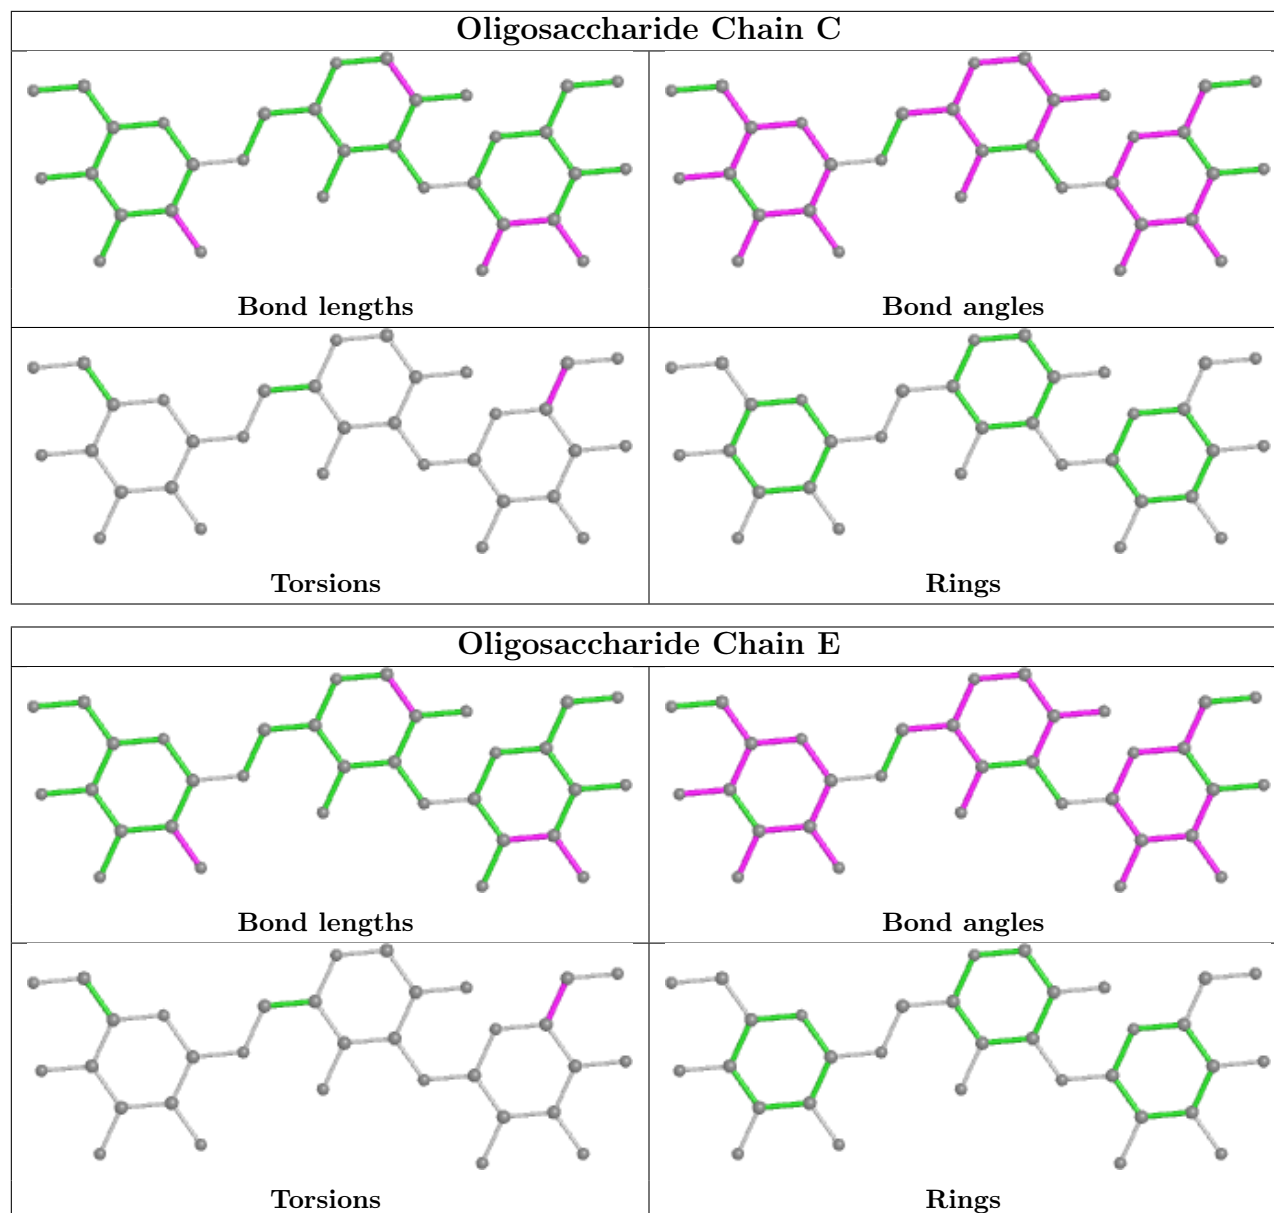 Oligosaccharide Chain C
Bond lengths
Bond angles
Torsions
Rings
Oligosaccharide Chain E
Bond lengths
Bond angles
Torsions
Rings